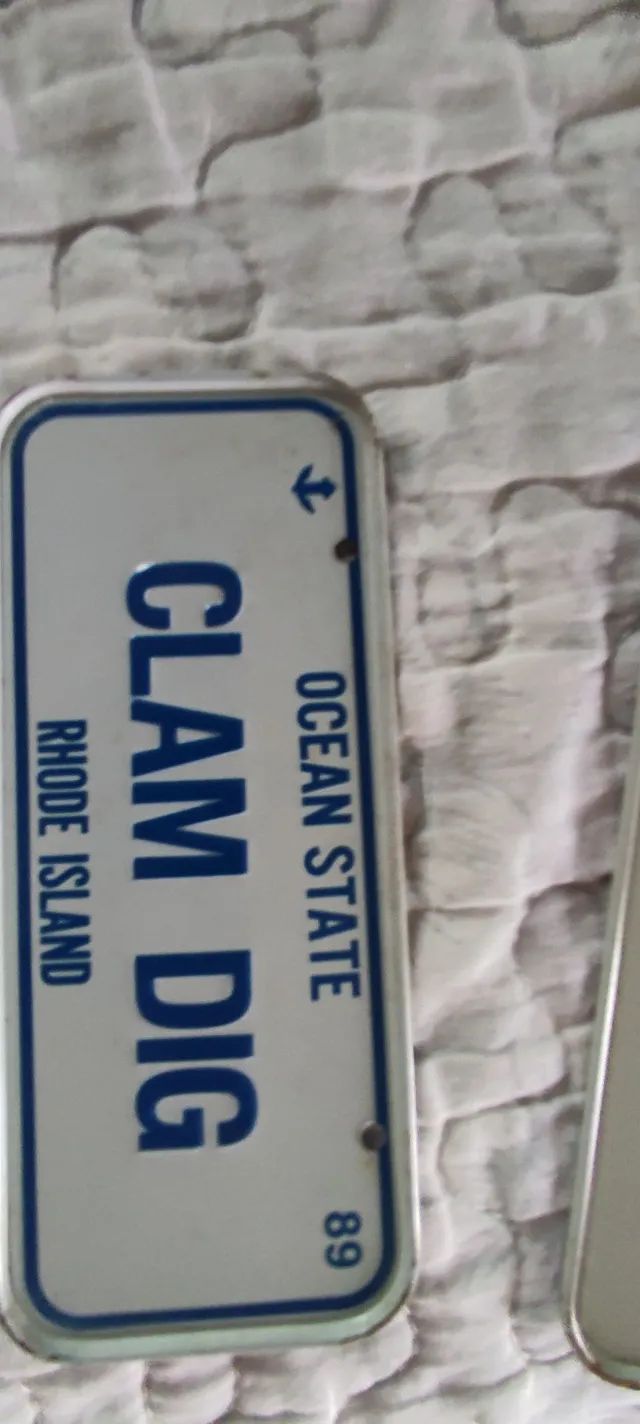 89
OCEAN STATE
CLAM DIG
RHODE ISLAND